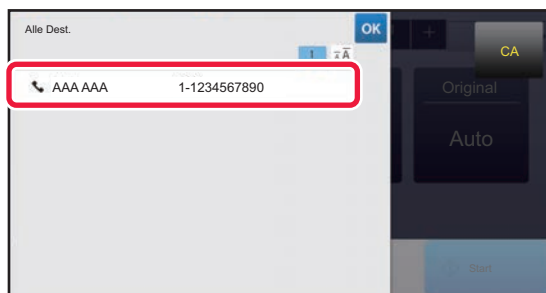 Alle Dest.
OK
1
AAA AAA 1-1234567890
CA
Original
Auto
Start